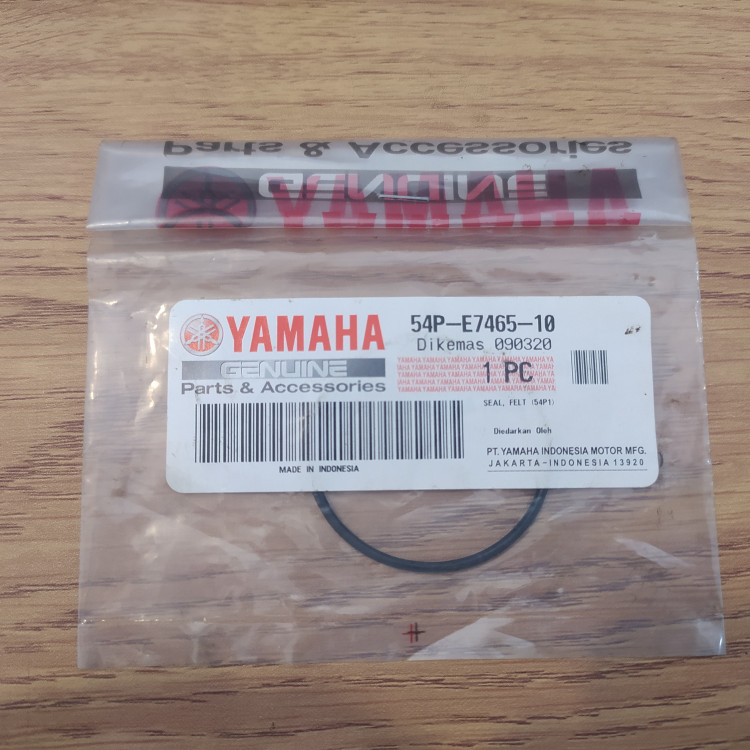 Parts & Accessories
GENUINE
YAMAHA
YAMAHA
GENUINE
Parts & Accessories
MADE IN INDONESIA
54P-E7465-10
Dikemas 090320
1 PC
SEAL, FELT (54P1)
Diedarkan Oleh
PT. YAMAHA INDONESIA MOTOR MFG.
JAKARTA-INDONESIA 13920